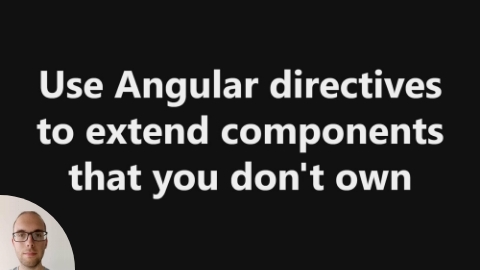 Use Angular directives
to extend components
that you don't own